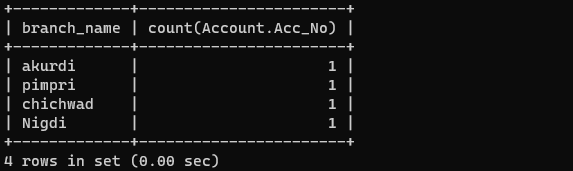 +-------------+-----------------------+
| branch_name | count(Account.Acc_No) |
+-------------+-----------------------+
| akurdi      |                     1 |
| pimpri      |                     1 |
| chichwad    |                     1 |
| Nigdi       |                     1 |
+-------------+-----------------------+
4 rows in set (0.00 sec)